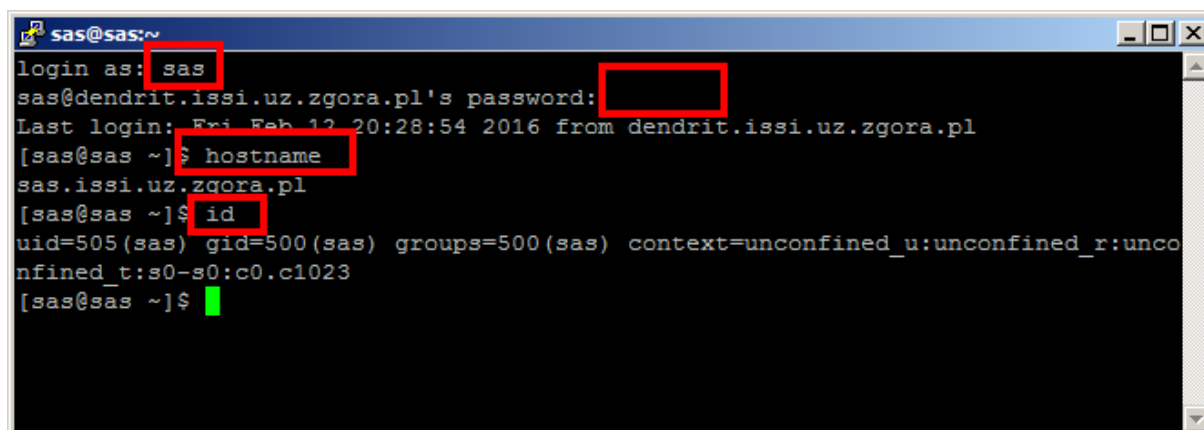 sas@sas:~
login as: sas
sas@dendrit.issi.uz.zgora.pl's password:
Last login: Fri Feb 12 20:28:54 2016 from dendrit.issi.uz.zgora.pl
[sas@sas ~]$ hostname
sas.issi.uz.zgora.pl
[sas@sas ~]$ id
uid=505(sas) gid=500(sas) groups=500(sas) context=unconfined_u:unconfined_r:unco
nfined_t:s0-s0:c0.c1023
[sas@sas ~]$